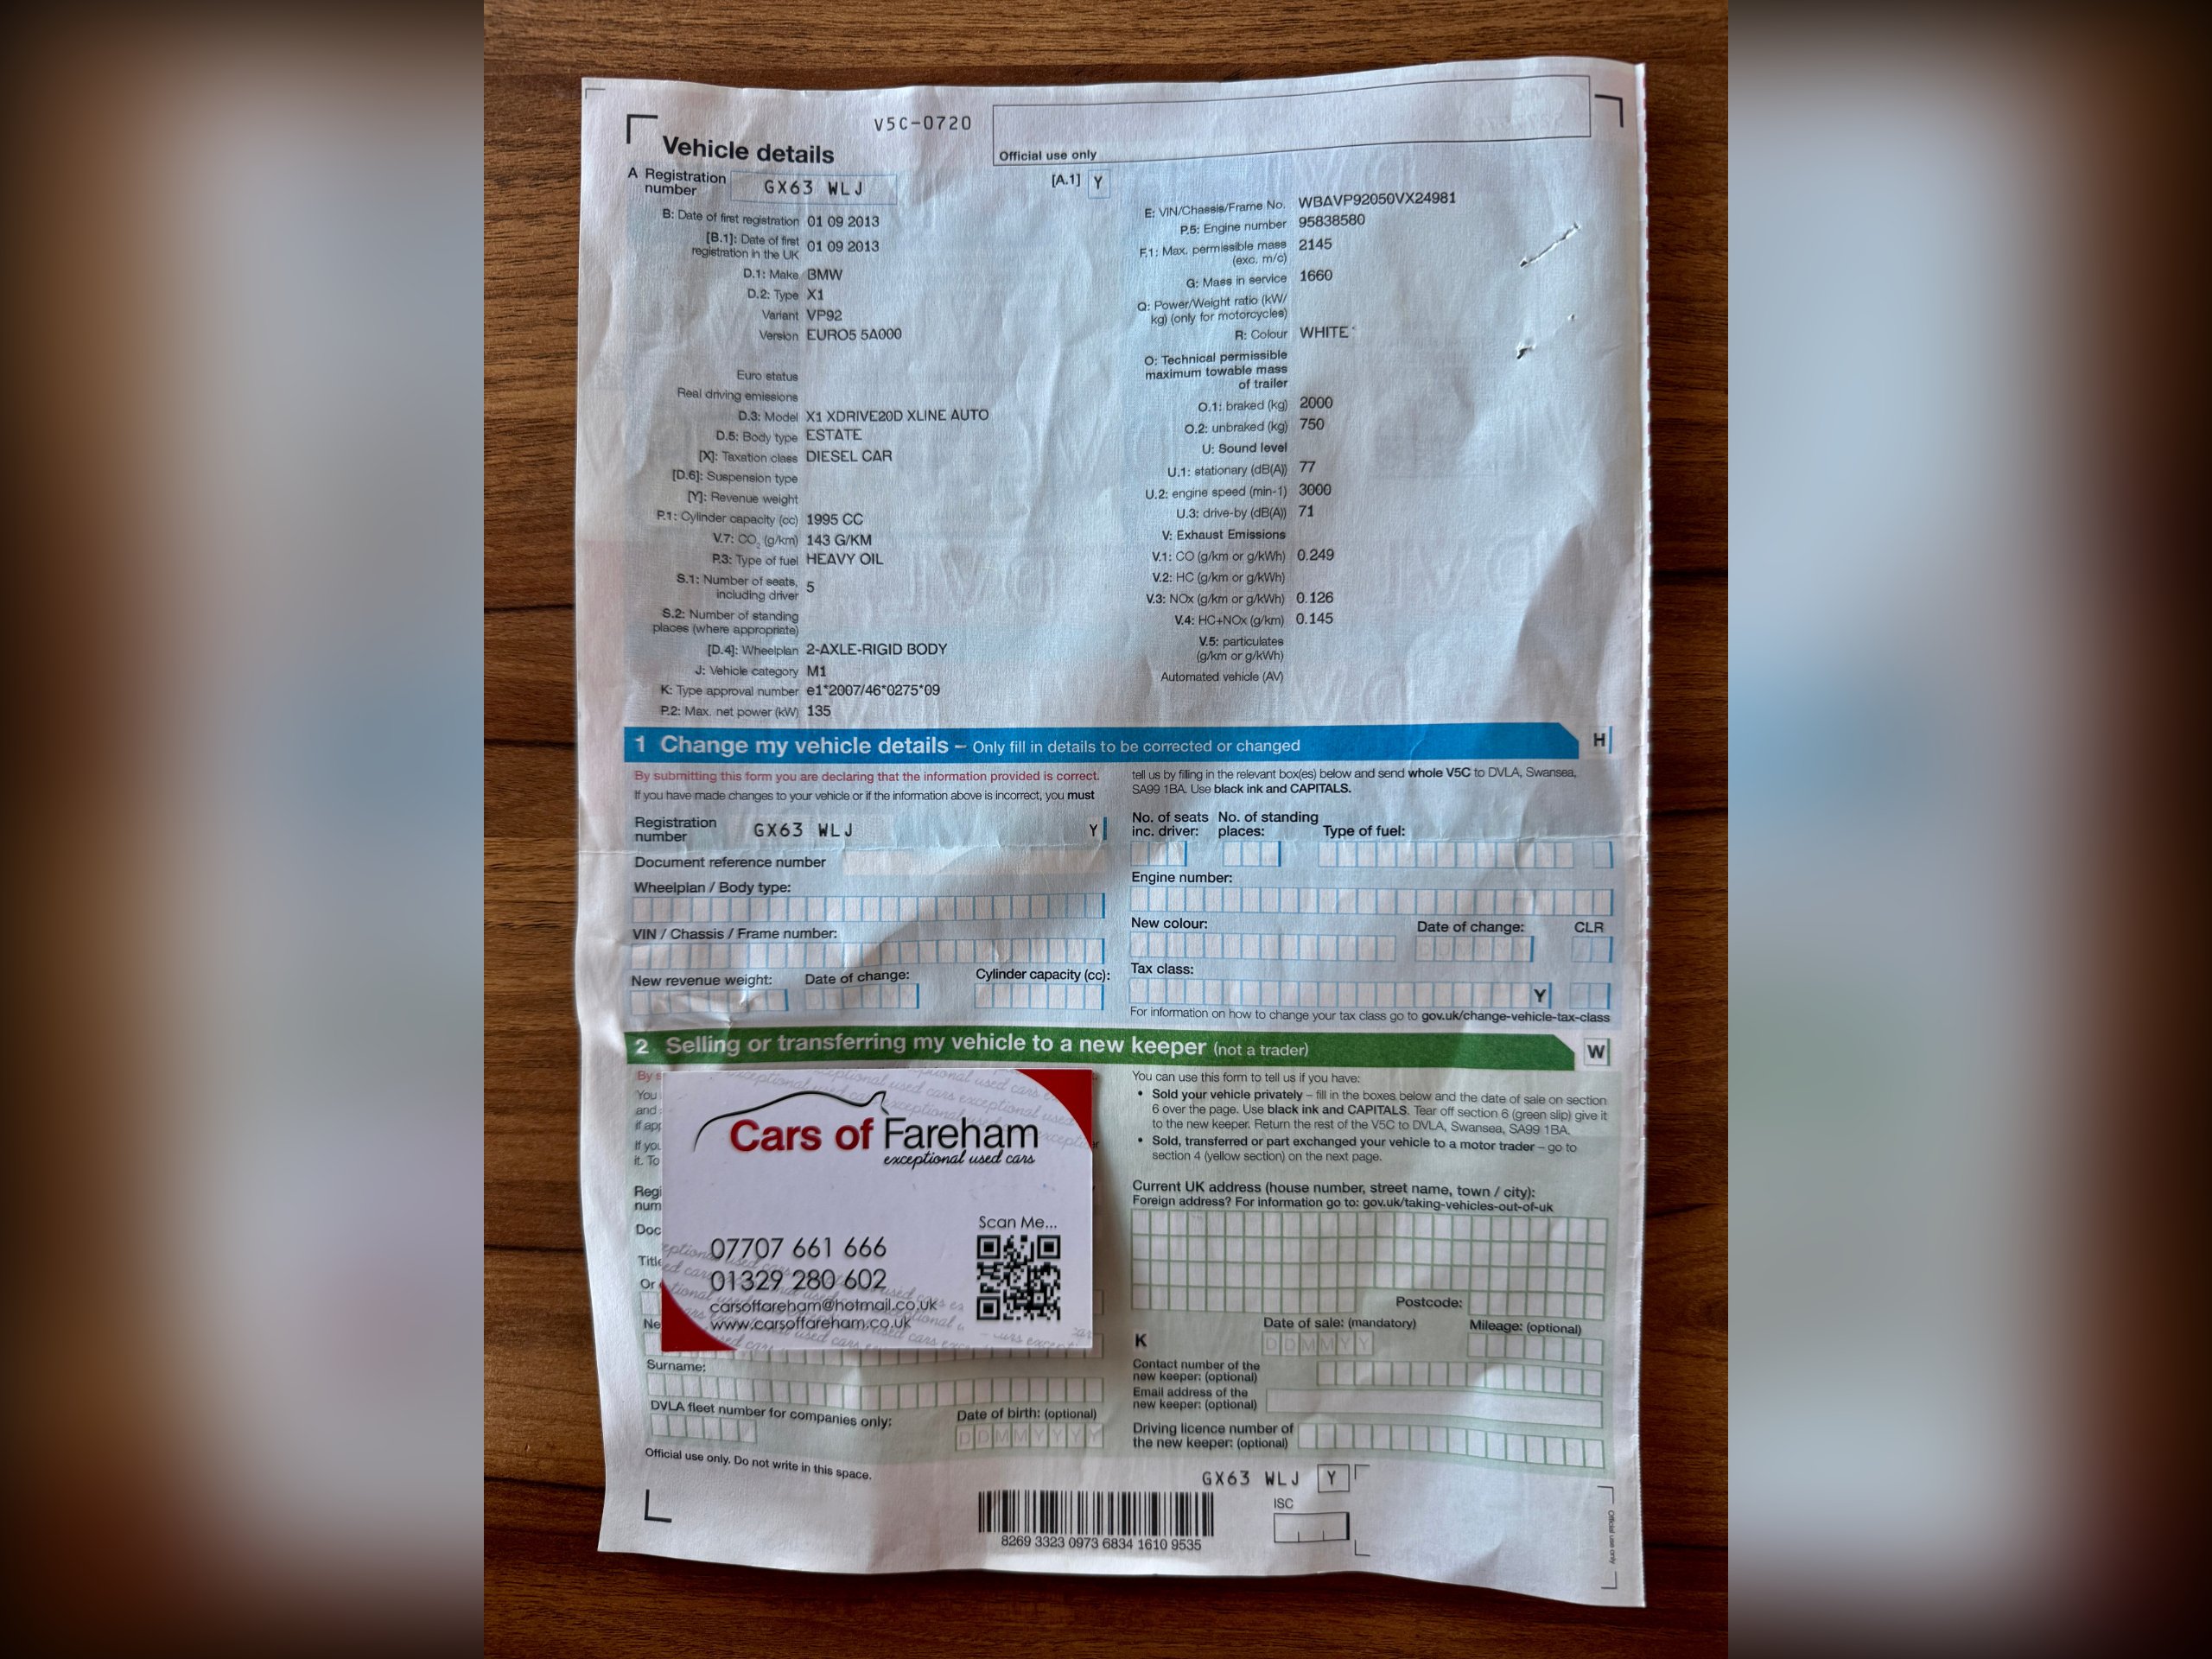 V5C-0720
Vehicle details
Official use only
A Registration number GX63 WLJ
[A.1] Y
B: Date of first registration 01 09 2013
[B.1]: Date of first registration in the UK 01 09 2013
D.1: Make BMW
D.2: Type X1
Variant VP92
Version EURO5 5A000
Euro status
Real driving emissions
D.3: Model X1 XDRIVE20D XLINE AUTO
D.5: Body type ESTATE
[X]: Taxation class DIESEL CAR
[D.6]: Suspension type
[Y]: Revenue weight
P.1: Cylinder capacity (cc) 1995 CC
V.7: CO2 (g/km) 143 G/KM
P.3: Type of fuel HEAVY OIL
S.1: Number of seats, including driver 5
S.2: Number of standing places (where appropriate)
[D.4]: Wheelplan 2-AXLE-RIGID BODY
J: Vehicle category M1
K: Type approval number e1*2007/46*0275*09
P.2: Max. net power (kW) 135
E: VIN/Chassis/Frame No. WBAVP92050VX24981
P.5: Engine number 95838580
F.1: Max. permissible mass (exc. m/c) 2145
G: Mass in service 1660
Q: Power/Weight ratio (kW/kg) (only for motorcycles)
R: Colour WHITE
O: Technical permissible maximum towable mass of trailer
O.1: braked (kg) 2000
O.2: unbraked (kg) 750
U: Sound level
U.1: stationary (dB(A)) 77
U.2: engine speed (min-1) 3000
U.3: drive-by (dB(A)) 71
V: Exhaust Emissions
V.1: CO (g/km or g/kWh) 0.249
V.2: HC (g/km or g/kWh)
V.3: NOx (g/km or g/kWh) 0.126
V.4: HC+NOx (g/km) 0.145
V.5: particulates (g/km or g/kWh)
Automated vehicle (AV)
1 Change my vehicle details – Only fill in details to be corrected or changed
H
By submitting this form you are declaring that the information provided is correct.
If you have made changes to your vehicle or if the information above is incorrect, you must
tell us by filling in the relevant box(es) below and send whole V5C to DVLA, Swansea,
SA99 1BA. Use black ink and CAPITALS.
Registration number GX63 WLJ Y
Document reference number
Wheelplan / Body type:
VIN / Chassis / Frame number:
New revenue weight: Date of change: Cylinder capacity (cc):
No. of seats inc. driver: No. of standing places: Type of fuel:
Engine number:
New colour: Date of change: CLR
Tax class:
Y
For information on how to change your tax class go to gov.uk/change-vehicle-tax-class
2 Selling or transferring my vehicle to a new keeper (not a trader)
W
By
You
and
If
If you
it. To
Cars of Fareham
exceptional used cars
Scan Me...
07707 661 666
01329 280 602
carsoffareham@hotmail.co.uk
www.carsoffareham.co.uk
Or
Surname:
DVLA fleet number for companies only:
Date of birth: (optional)
DDMMYYYY
Official use only. Do not write in this space.
You can use this form to tell us if you have:
• Sold your vehicle privately – fill in the boxes below and the date of sale on section
6 over the page. Use black ink and CAPITALS. Tear off section 6 (green slip) give it
to the new keeper. Return the rest of the V5C to DVLA, Swansea, SA99 1BA.
• Sold, transferred or part exchanged your vehicle to a motor trader – go to
section 4 (yellow section) on the next page.
Current UK address (house number, street name, town / city):
Foreign address? For information go to: gov.uk/taking-vehicles-out-of-uk
Postcode:
K
Date of sale: (mandatory)
DDMMYY
Mileage: (optional)
Contact number of the new keeper: (optional)
Email address of the new keeper: (optional)
Driving licence number of the new keeper: (optional)
GX63 WLJ Y
ISC
8269 3323 0973 6834 1610 9535
Official use only